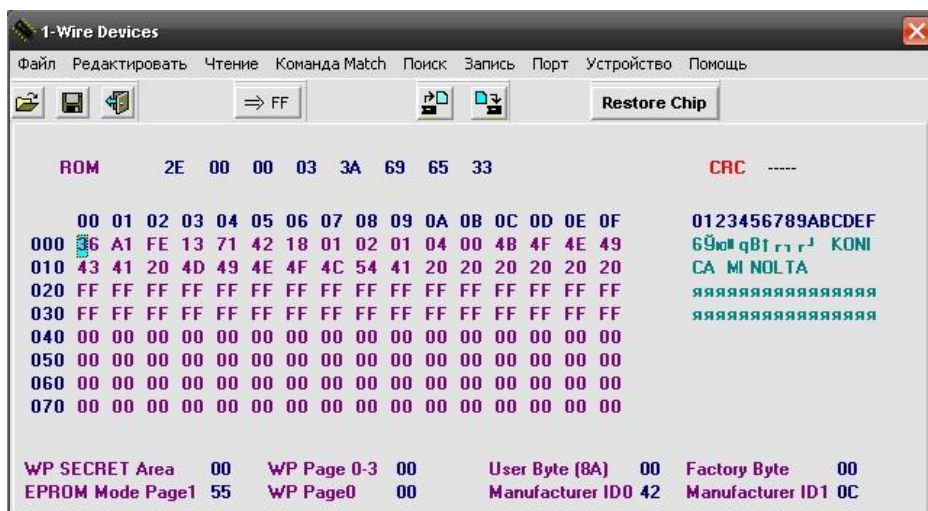 1-Wire Devices
Файл Редактировать Чтение Команда Match Поиск Запись Порт Устройство Помощь
⇒ FF Restore Chip
ROM 2E 00 00 03 3A 69 65 33 CRC -----
00 01 02 03 04 05 06 07 08 09 0A 0B 0C 0D 0E 0F 0123456789ABCDEF
000 36 A1 FE 13 71 42 18 01 02 01 04 00 4B 4F 4E 49 6Ўю‼qB↑┌┐┌┘ KONI
010 43 41 20 4D 49 4E 4F 4C 54 41 20 20 20 20 20 20 CA MINOLTA
020 FF FF FF FF FF FF FF FF FF FF FF FF FF FF FF FF яяяяяяяяяяяяяяяя
030 FF FF FF FF FF FF FF FF FF FF FF FF FF FF FF FF яяяяяяяяяяяяяяяя
040 00 00 00 00 00 00 00 00 00 00 00 00 00 00 00 00
050 00 00 00 00 00 00 00 00 00 00 00 00 00 00 00 00
060 00 00 00 00 00 00 00 00 00 00 00 00 00 00 00 00
070 00 00 00 00 00 00 00 00 00 00 00 00 00 00 00 00
WP SECRET Area 00 WP Page 0-3 00 User Byte (8A) 00 Factory Byte 00
EPROM Mode Page1 55 WP Page0 00 Manufacturer ID0 42 Manufacturer ID1 0C